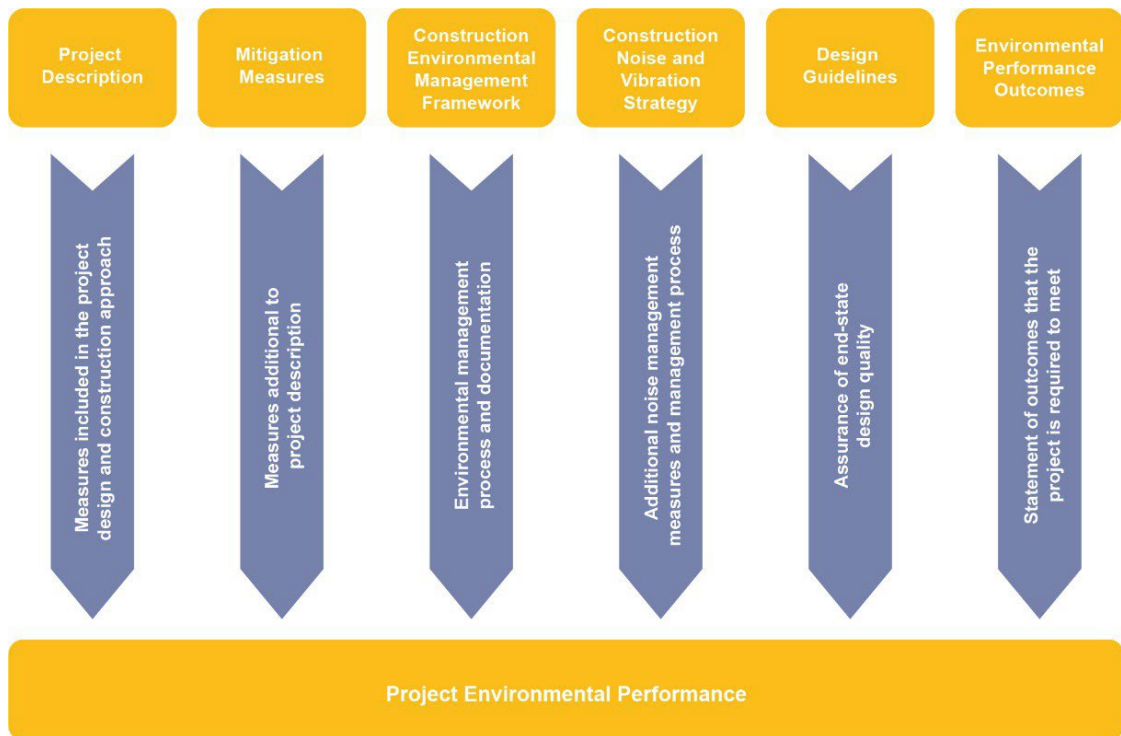 Project
Description
Mitigation
Measures
Construction
Environmental
Management
Framework
Construction
Noise and
Vibration
Strategy
Design
Guidelines
Environmental
Performance
Outcomes
Measures included in the project
design and construction approach
Measures additional to
project description
Environmental management
process and documentation
Additional noise management
measures and management process
Assurance of end-state
design quality
Statement of outcomes that the
project is required to meet
Project Environmental Performance